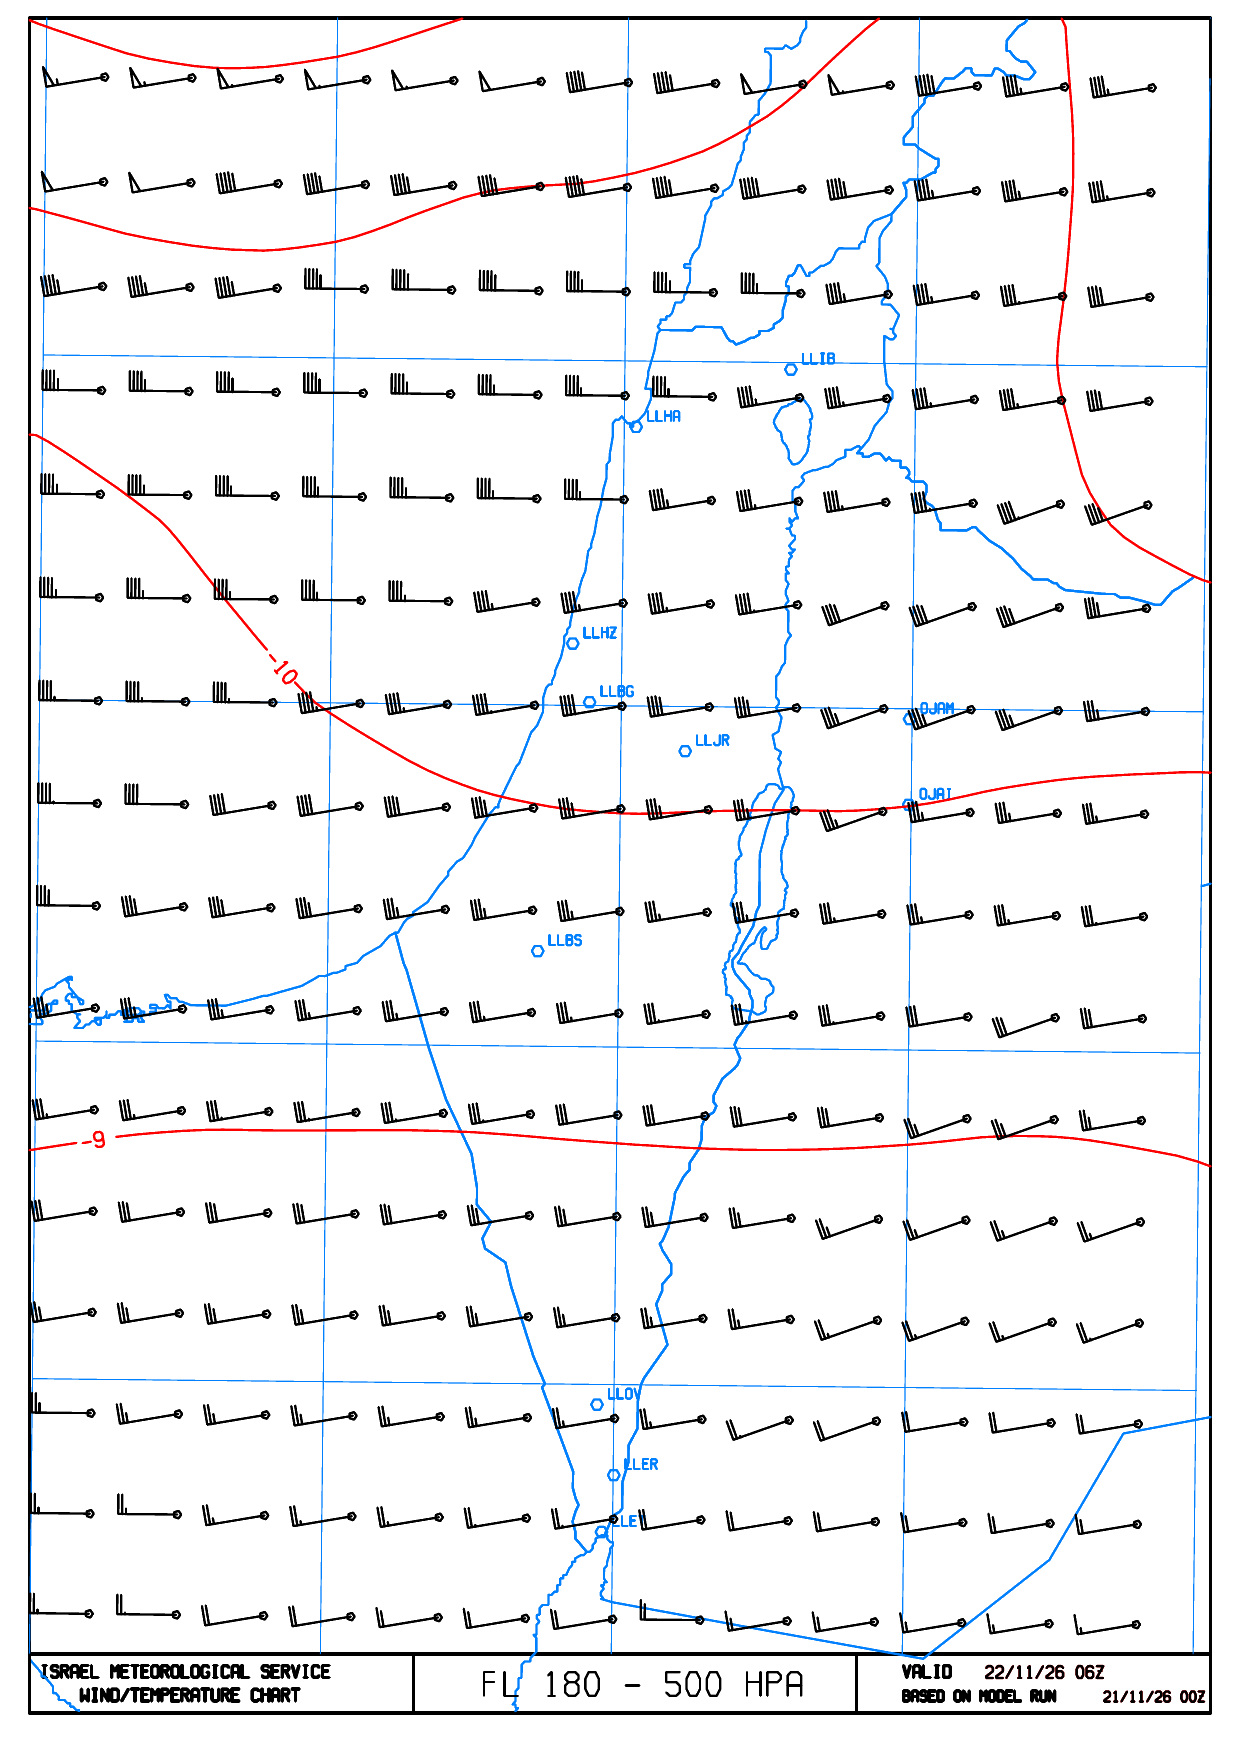 LLIB
LLHA
LLHZ
-10
LLBG
OJAM
LLJR
OJAI
LLBS
-9
LLOV
LLER
ISRAEL METEOROLOGICAL SERVICE
WIND/TEMPERATURE CHART
FL 180 - 500 HPA
VALID 22/11/26 06Z
BASED ON MODEL RUN 21/11/26 00Z